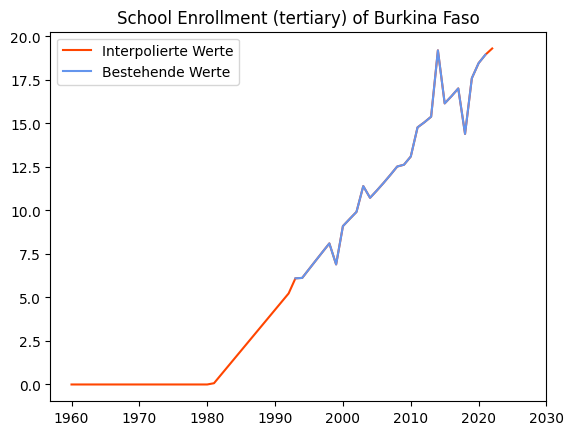 School Enrollment (tertiary) of Burkina Faso
Interpolierte Werte
Bestehende Werte
20.0
17.5
15.0
12.5
10.0
7.5
5.0
2.5
0.0
1960 1970 1980 1990 2000 2010 2020 2030